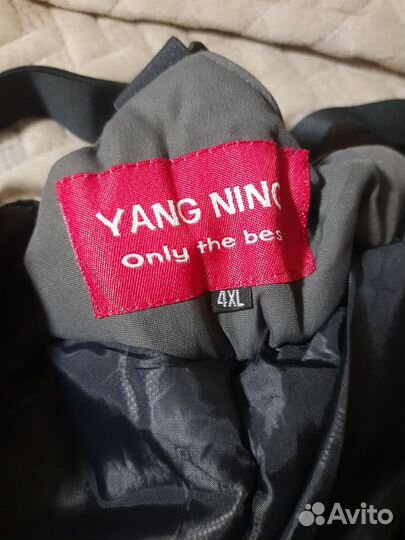 YANG NING
Only the bes
4XL
Avito